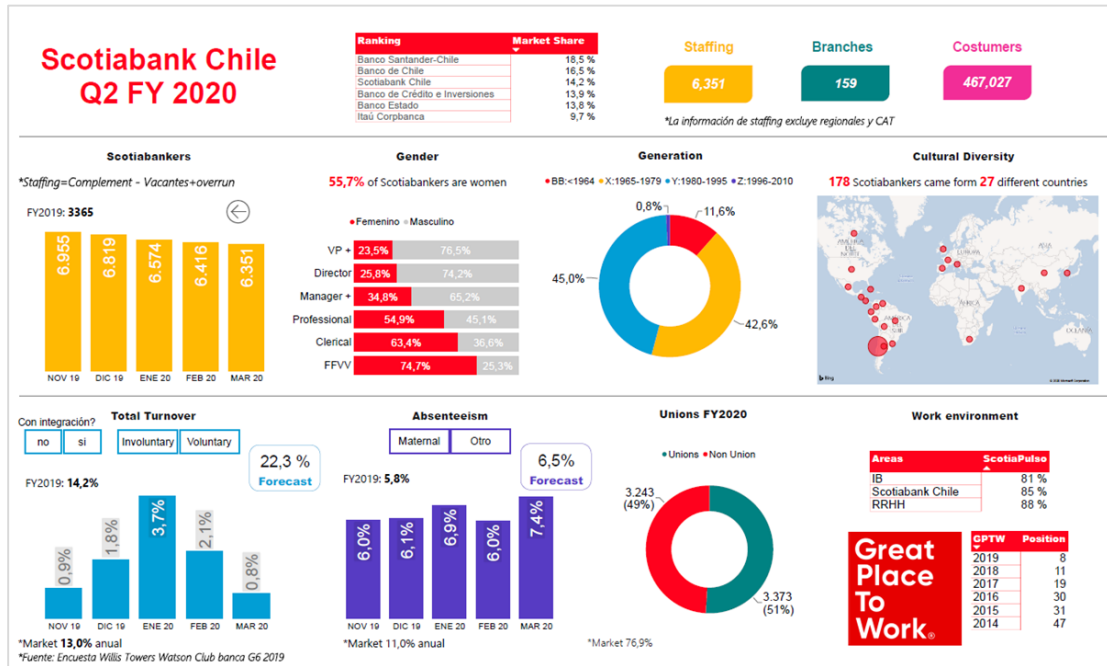 Scotiabank Chile
Q2 FY 2020
Ranking Market Share
Banco Santander-Chile 18,5 %
Banco de Chile 16,5 %
Scotiabank Chile 14,2 %
Banco de Crédito e Inversiones 13,9 %
Banco Estado 13,8 %
Itaú Corpbanca 9,7 %
Staffing
6,351
Branches
159
Costumers
467,027
*La información de staffing excluye regionales y CAT
Scotiabankers
*Staffing=Complement - Vacantes+overrun
FY2019: 3365
6.955
6.819
6.574
6.416
6.351
NOV 19 DIC 19 ENE 20 FEB 20 MAR 20
Gender
55,7% of Scotiabankers are women
Femenino Masculino
VP + 23,5% 76,5%
Director 25,8% 74,2%
Manager + 34,8% 65,2%
Professional 54,9% 45,1%
Clerical 63,4% 36,6%
FFVV 74,7% 25,3%
Generation
BB:<1964 X:1965-1979 Y:1980-1995 Z:1996-2010
0,8%
11,6%
45,0%
42,6%
Cultural Diversity
178 Scotiabankers came form 27 different countries
AMÉRICA DEL NORTE
EUROPA
ASIA
ÁFRICA
OCEANÍA
Bing
Total Turnover
Con integración?
no si
Involuntary Voluntary
22,3 %
Forecast
FY2019: 14,2%
0,9%
1,8%
3,7%
2,1%
0,8%
NOV 19 DIC 19 ENE 20 FEB 20 MAR 20
*Market 13,0% anual
*Fuente: Encuesta Willis Towers Watson Club banca G6 2019
Absenteeism
Maternal Otro
6,5%
Forecast
FY2019: 5,8%
6,0%
6,1%
6,9%
6,0%
7,4%
NOV 19 DIC 19 ENE 20 FEB 20 MAR 20
*Market 11,0% anual
Unions FY2020
Unions Non Union
3.243
(49%)
3.373
(51%)
*Market 76,9%
Work environment
Areas ScotiaPulso
IB 81 %
Scotiabank Chile 85 %
RRHH 88 %
Great
Place
To
Work®
GPTW Position
2019 8
2018 11
2017 19
2016 30
2015 31
2014 47